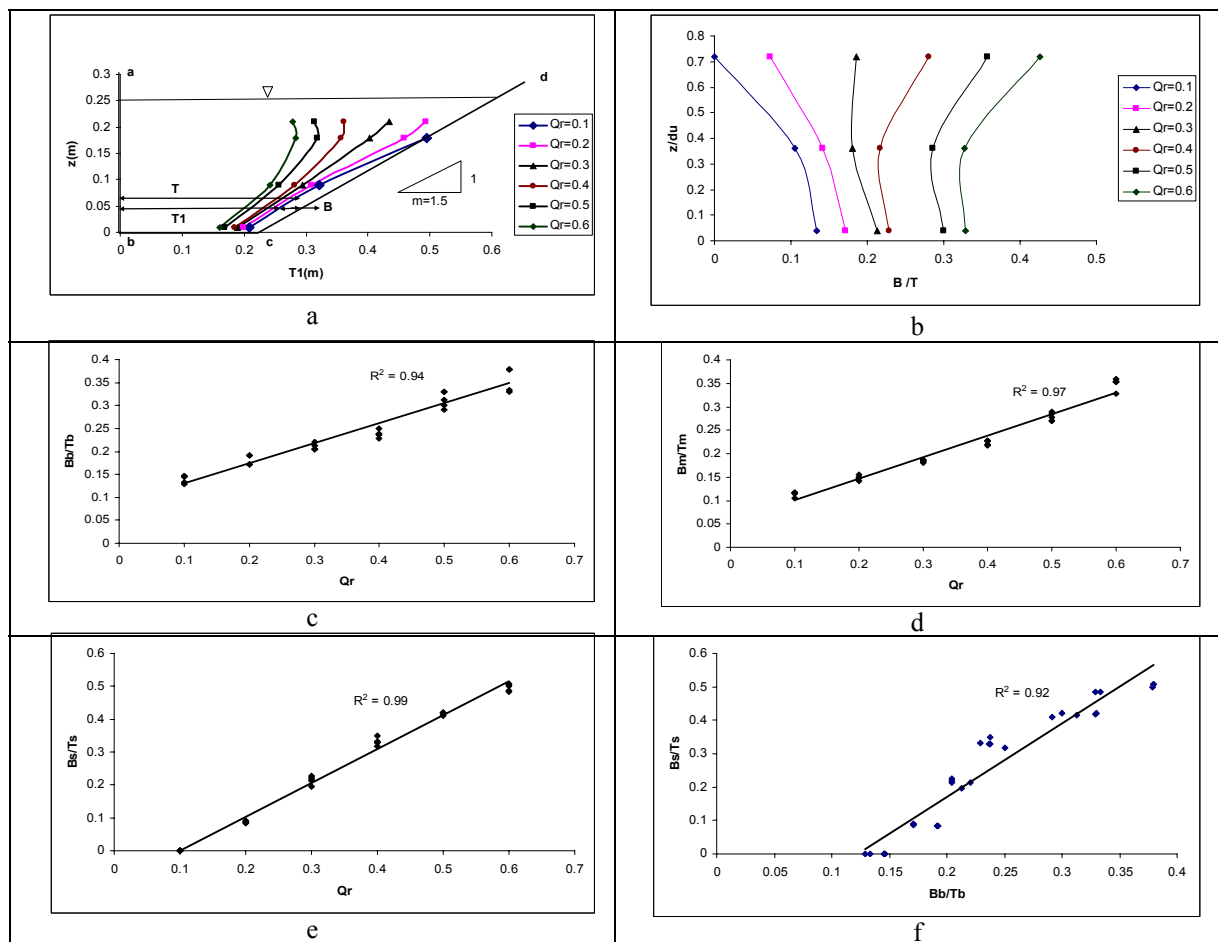 a
d
0.3
0.25
0.2
0.15
0.1
0.05
0
z(m)
T
T1
B
b
c
1
m=1.5
0 0.1 0.2 0.3 0.4 0.5 0.6
T1(m)
Qr=0.1
Qr=0.2
Qr=0.3
Qr=0.4
Qr=0.5
Qr=0.6
a
0.8
0.7
0.6
0.5
0.4
0.3
0.2
0.1
0
z/du
0 0.1 0.2 0.3 0.4 0.5
B /T
Qr=0.1
Qr=0.2
Qr=0.3
Qr=0.4
Qr=0.5
Qr=0.6
b
0.4
0.35
0.3
0.25
0.2
0.15
0.1
0.05
0
Bb/Tb
R² = 0.94
0 0.1 0.2 0.3 0.4 0.5 0.6 0.7
Qr
c
0.4
0.35
0.3
0.25
0.2
0.15
0.1
0.05
0
Bm/Tm
R² = 0.97
0 0.1 0.2 0.3 0.4 0.5 0.6 0.7
Qr
d
0.6
0.5
0.4
0.3
0.2
0.1
0
Bs/Ts
R² = 0.99
0 0.1 0.2 0.3 0.4 0.5 0.6 0.7
Qr
e
0.6
0.5
0.4
0.3
0.2
0.1
0
Bs/Ts
R² = 0.92
0 0.05 0.1 0.15 0.2 0.25 0.3 0.35 0.4
Bb/Tb
f